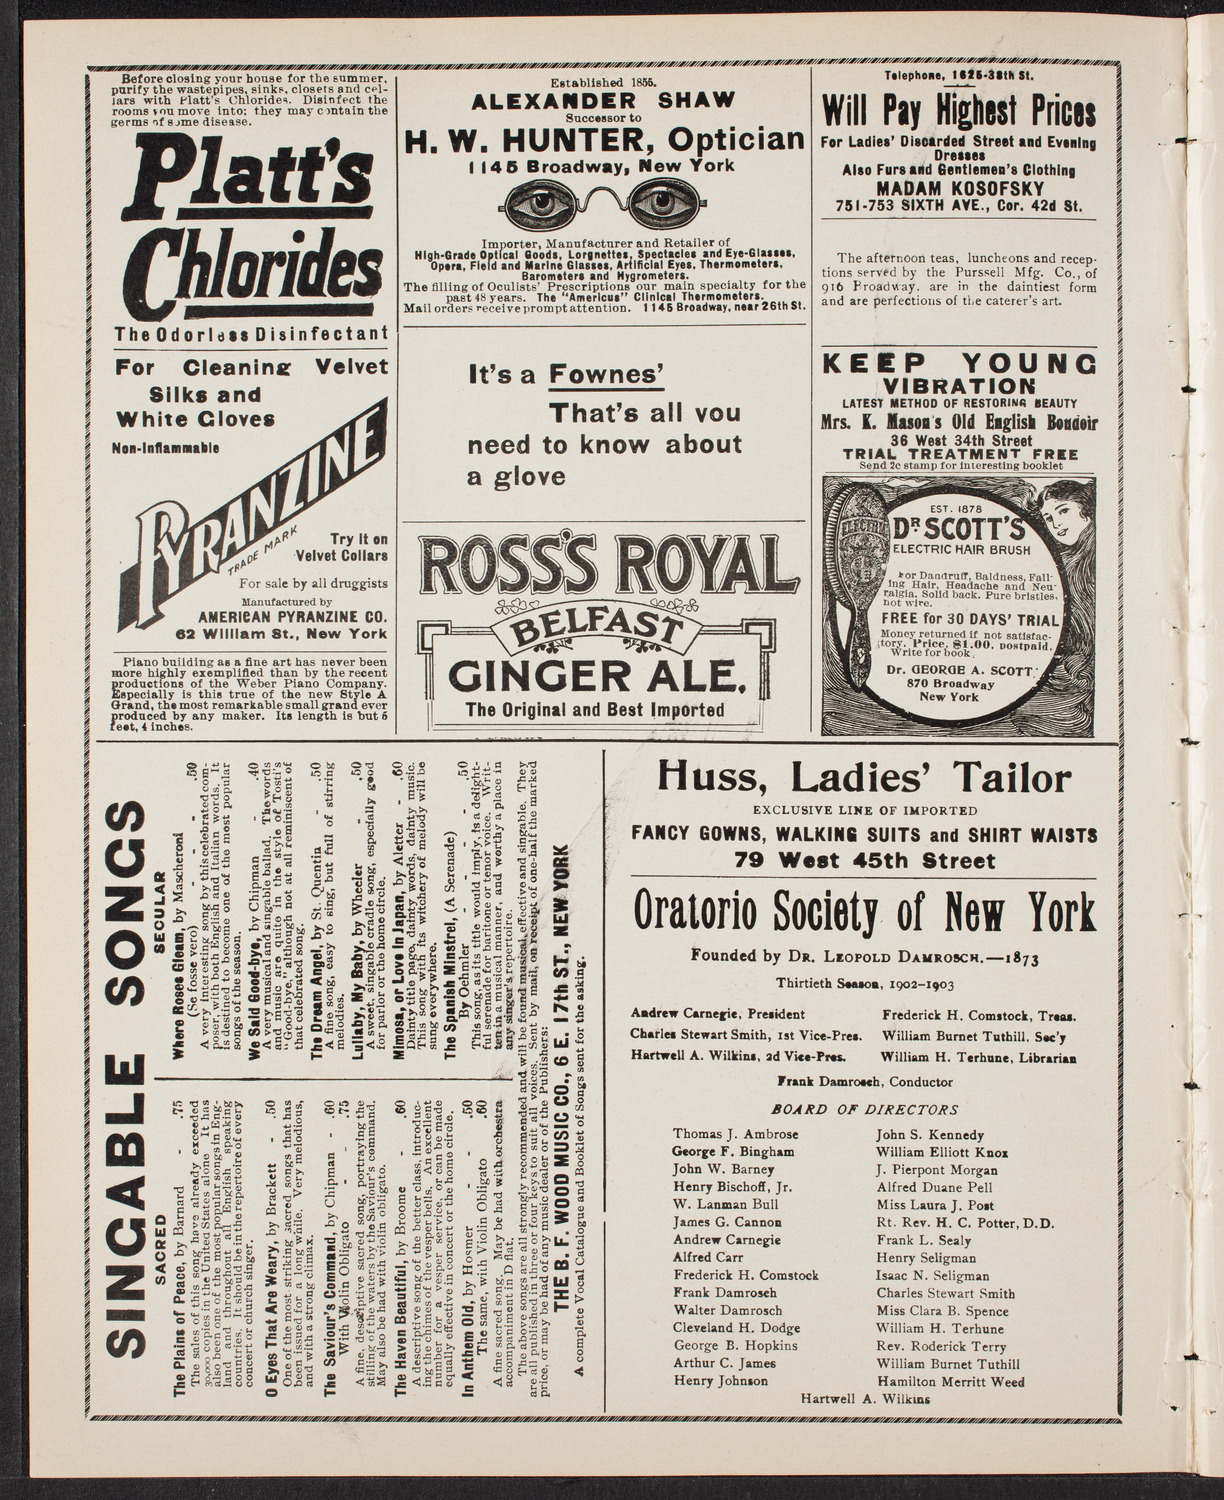 Before closing your house for the summer,
purify the wastepipes, sinks, closets and cel-
lars with Platt's Chlorides. Disinfect the
rooms you move into; they may contain the
germs of some disease.
Platt's
Chlorides
The Odorless Disinfectant
For Cleaning Velvet
Silks and
White Gloves
Non-Inflammable
PYRANZINE
TRADE MARK
Try it on
Velvet Collars
For sale by all druggists
Manufactured by
AMERICAN PYRANZINE CO.
62 William St., New York
Piano building as a fine art has never been
more highly exemplified than by the recent
productions of the Weber Piano Company.
Especially is this true of the new Style A
Grand, the most remarkable small grand ever
produced by any maker. Its length is but 5
feet, 4 inches.
Established 1855.
ALEXANDER SHAW
Successor to
H. W. HUNTER, Optician
1145 Broadway, New York
Importer, Manufacturer and Retailer of
High-Grade Optical Goods, Lorgnettes, Spectacles and Eye-Glasses,
Opera, Field and Marine Glasses, Artificial Eyes, Thermometers,
Barometers and Hygrometers.
The filling of Oculists' Prescriptions our main specialty for the
past 48 years. The "Americus" Clinical Thermometers.
Mail orders receive prompt attention. 1145 Broadway, near 26th St.
It's a Fownes'
That's all you
need to know about
a glove
ROSS'S ROYAL
BELFAST
GINGER ALE.
The Original and Best Imported
Telephone, 1625-38th St.
Will Pay Highest Prices
For Ladies' Discarded Street and Evening
Dresses
Also Furs and Gentlemen's Clothing
MADAM KOSOFSKY
751-753 SIXTH AVE., Cor. 42d St.
The afternoon teas, luncheons and recep-
tions served by the Purssell Mfg. Co., of
916 Broadway, are in the daintiest form
and are perfections of the caterer's art.
KEEP YOUNG
VIBRATION
LATEST METHOD OF RESTORING BEAUTY
Mrs. K. Mason's Old English Boudoir
36 West 34th Street
TRIAL TREATMENT FREE
Send 2c stamp for interesting booklet
ELECTRIC
EST. 1878
DR SCOTT'S
ELECTRIC HAIR BRUSH
For Dandruff, Baldness, Fall-
ing Hair, Headache and Neu-
ralgia, Solid back. Pure bristles,
not wire.
FREE for 30 DAYS' TRIAL
Money returned if not satisfac-
tory. Price, $1.00, postpaid.
Write for book.
Dr. GEORGE A. SCOTT
870 Broadway
New York
SINGABLE SONGS
SACRED
The Plains of Peace, by Barnard - .75
The sales of this song have already exceeded
30000 copies in the United States alone. It has
also been one of the most popular songs in Eng-
land and throughout all English speaking
countries. It should be in the repertoire of every
concert or church singer.
O Eyes That Are Weary, by Brackett - .50
One of the most striking sacred songs that has
been issued for a long while. Very melodious,
and with a strong climax.
The Saviour's Command, by Chipman - .60
With Violin Obligato - - .75
A fine, descriptive sacred song, portraying the
stilling of the waters by the Saviour's command.
May also be had with violin obligato.
The Haven Beautiful, by Broome - .60
A descriptive song of the better class, introduc-
ing the chimes of the vesper bells. An excellent
number for a vesper service, or can be made
equally effective in concert or the home circle.
In Anthem Old, by Hosmer - - .50
The same, with Violin Obligato - .60
A fine sacred song. May be had with orchestra
accompaniment in D flat.
SECULAR
Where Roses Gleam, by Mascheroni
(Se fosse vero) - - - - .50
A very interesting song by this celebrated com-
poser, with both English and Italian words. It
is destined to become one of the most popular
songs of the season.
We Said Good-bye, by Chipman - - .40
A very musical and singable ballad. The words
and music are quite in the style of Tosti's
"Good-bye," although not at all reminiscent of
that celebrated song.
The Dream Angel, by St. Quentin - - .50
A fine song, easy to sing, but full of stirring
melodies.
Lullaby, My Baby, by Wheeler - - .50
A sweet, singable cradle song, especially good
for parlor or the home circle.
Mimosa, or Love in Japan, by Aletter - .60
Dainty title page, dainty words, dainty music.
This song with its witchery of melody will be
sung everywhere.
The Spanish Minstrel, (A Serenade)
By Oehmler - - - - .50
This song, as its title would imply, is a delight-
ful serenade for baritone or tenor voice. Writ-
ten in a musical manner, and worthy a place in
any singer's repertoire.
The above songs are all strongly recommended and will be found musical, effective and singable. They
are all published in three or four keys to suit all voices. Sent by mail, on receipt of one-half the marked
price, or may be had of any music dealer or of the Publishers:
THE B. F. WOOD MUSIC CO., 6 E. 17th ST., NEW YORK
A complete Vocal Catalogue and Booklet of Songs sent for the asking.
Huss, Ladies' Tailor
EXCLUSIVE LINE OF IMPORTED
FANCY GOWNS, WALKING SUITS and SHIRT WAISTS
79 West 45th Street
Oratorio Society of New York
Founded by DR. LEOPOLD DAMROSCH.—1873
Thirtieth Season, 1902-1903
Andrew Carnegie, President
Charles Stewart Smith, 1st Vice-Pres.
Hartwell A. Wilkins, 2d Vice-Pres.
Frederick H. Comstock, Treas.
William Burnet Tuthill, Sec'y
William H. Terhune, Librarian
Frank Damrosch, Conductor
BOARD OF DIRECTORS
Thomas J. Ambrose
George F. Bingham
John W. Barney
Henry Bischoff, Jr.
W. Lanman Bull
James G. Cannon
Andrew Carnegie
Alfred Carr
Frederick H. Comstock
Frank Damrosch
Walter Damrosch
Cleveland H. Dodge
George B. Hopkins
Arthur C. James
Henry Johnson
John S. Kennedy
William Elliott Knox
J. Pierpont Morgan
Alfred Duane Pell
Miss Laura J. Post
Rt. Rev. H. C. Potter, D.D.
Frank L. Sealy
Henry Seligman
Isaac N. Seligman
Charles Stewart Smith
Miss Clara B. Spence
William H. Terhune
Rev. Roderick Terry
William Burnet Tuthill
Hamilton Merritt Weed
Hartwell A. Wilkins